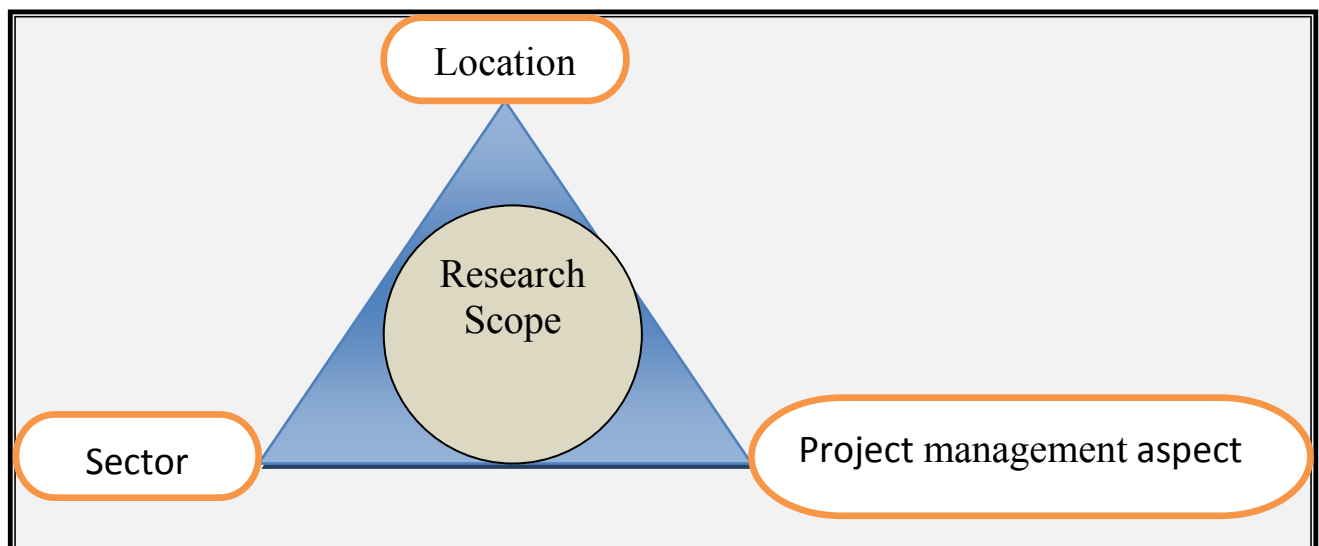 Location
Research
Scope
Sector
Project management aspect